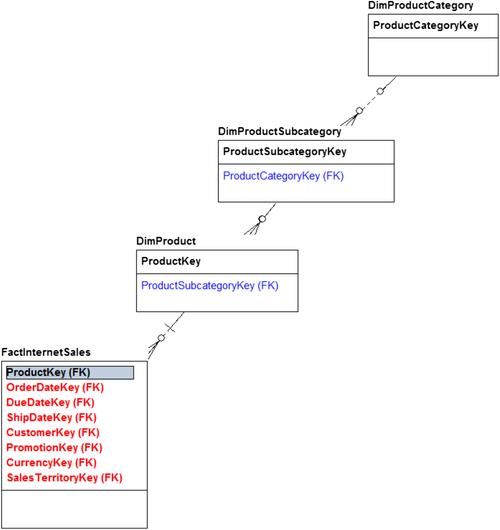 DimProductCategory
ProductCategoryKey
DimProductSubcategory
ProductSubcategoryKey
ProductCategoryKey (FK)
DimProduct
ProductKey
ProductSubcategoryKey (FK)
FactInternetSales
ProductKey (FK)
OrderDateKey (FK)
DueDateKey (FK)
ShipDateKey (FK)
CustomerKey (FK)
PromotionKey (FK)
CurrencyKey (FK)
SalesTerritoryKey (FK)